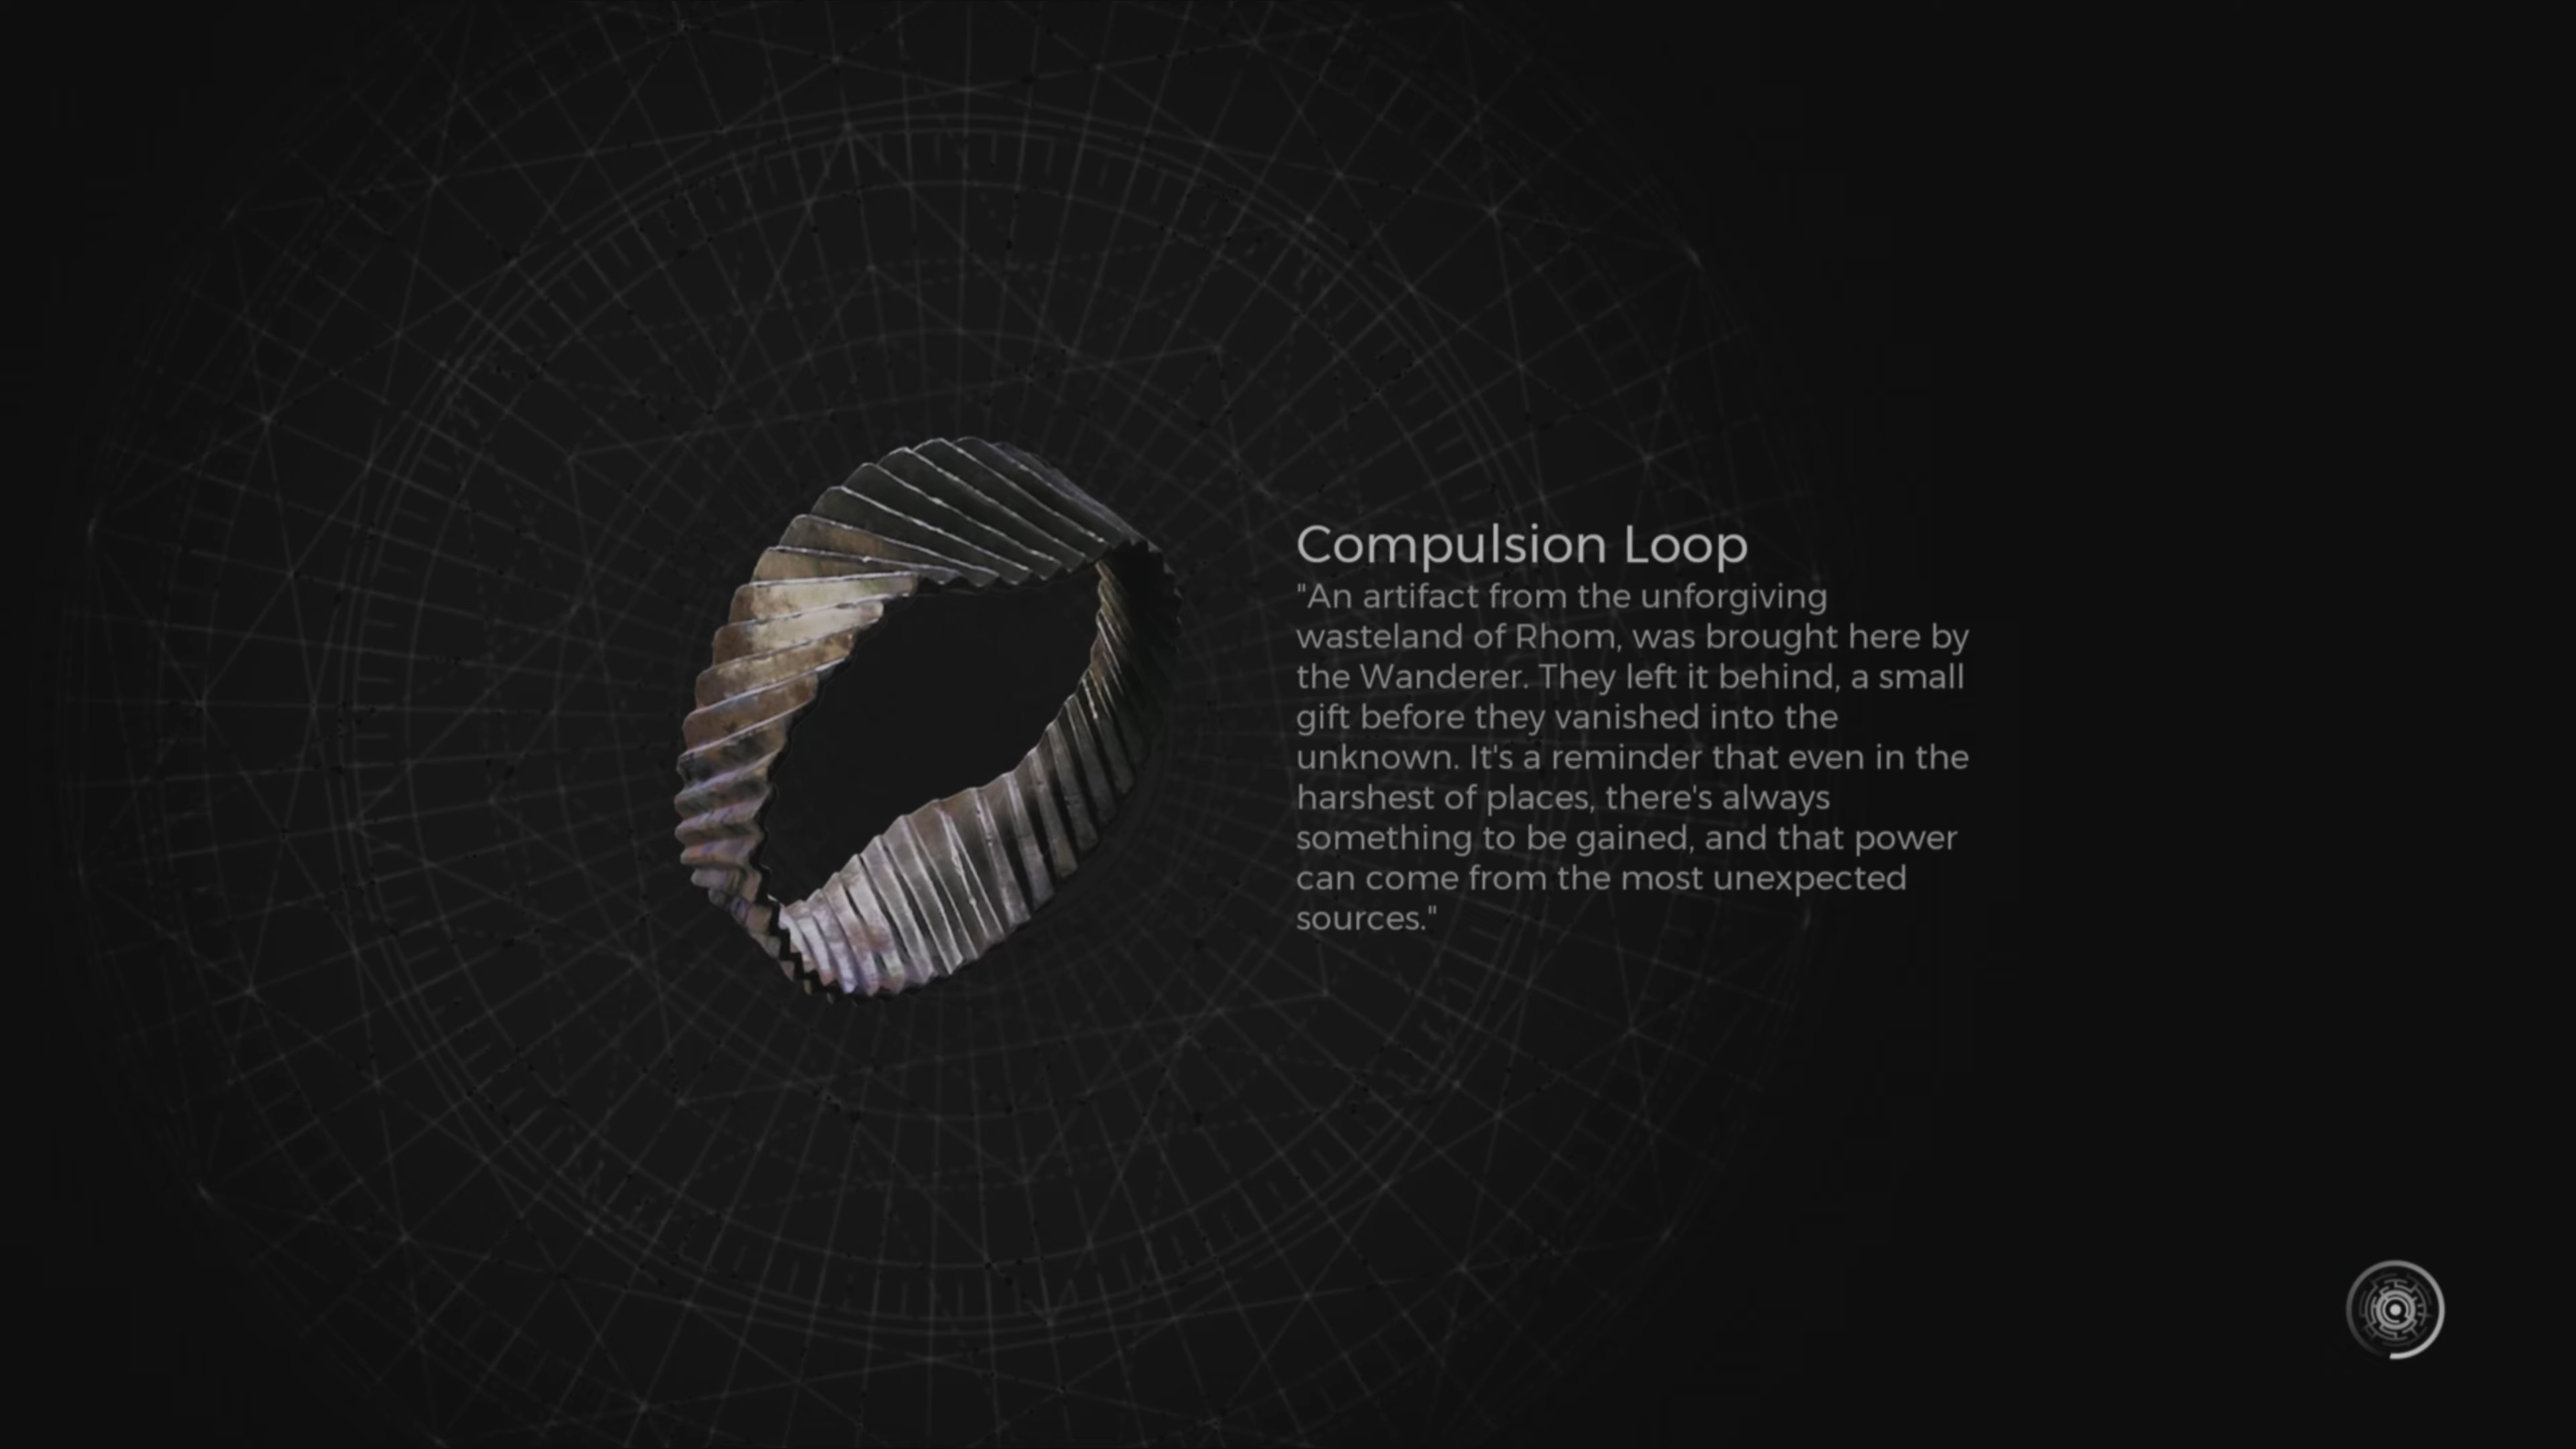 Compulsion Loop
"An artifact from the unforgiving
wasteland of Rhom, was brought here by
the Wanderer. They left it behind, a small
gift before they vanished into the
unknown. It's a reminder that even in the
harshest of places, there's always
something to be gained, and that power
can come from the most unexpected
sources."